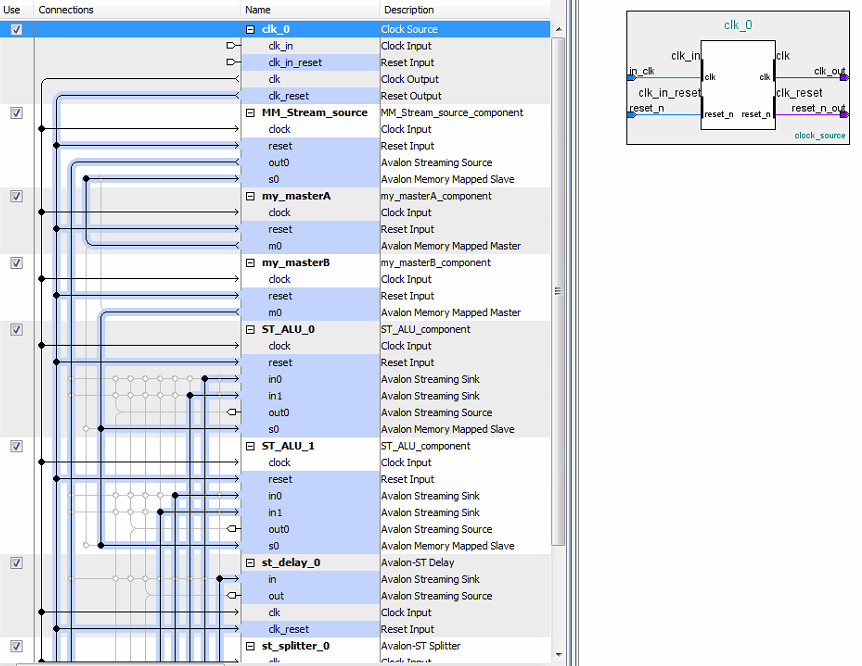 Use Connections Name Description
clk_0 Clock Source
clk_in Clock Input
clk_in_reset Reset Input
clk Clock Output
clk_reset Reset Output
MM_Stream_source MM_Stream_source_component
clock Clock Input
reset Reset Input
out0 Avalon Streaming Source
s0 Avalon Memory Mapped Slave
my_masterA my_masterA_component
clock Clock Input
reset Reset Input
m0 Avalon Memory Mapped Master
my_masterB my_masterB_component
clock Clock Input
reset Reset Input
m0 Avalon Memory Mapped Master
ST_ALU_0 ST_ALU_component
clock Clock Input
reset Reset Input
in0 Avalon Streaming Sink
in1 Avalon Streaming Sink
out0 Avalon Streaming Source
s0 Avalon Memory Mapped Slave
ST_ALU_1 ST_ALU_component
clock Clock Input
reset Reset Input
in0 Avalon Streaming Sink
in1 Avalon Streaming Sink
out0 Avalon Streaming Source
s0 Avalon Memory Mapped Slave
st_delay_0 Avalon-ST Delay
in Avalon Streaming Sink
out Avalon Streaming Source
clk Clock Input
clk_reset Reset Input
st_splitter_0 Avalon-ST Splitter
clk Clock Input
clk_0
clk_in clk
in_clk clk clk clk_out
clk_in_reset clk_reset
reset_n reset_n reset_n reset_n_out
clock_source